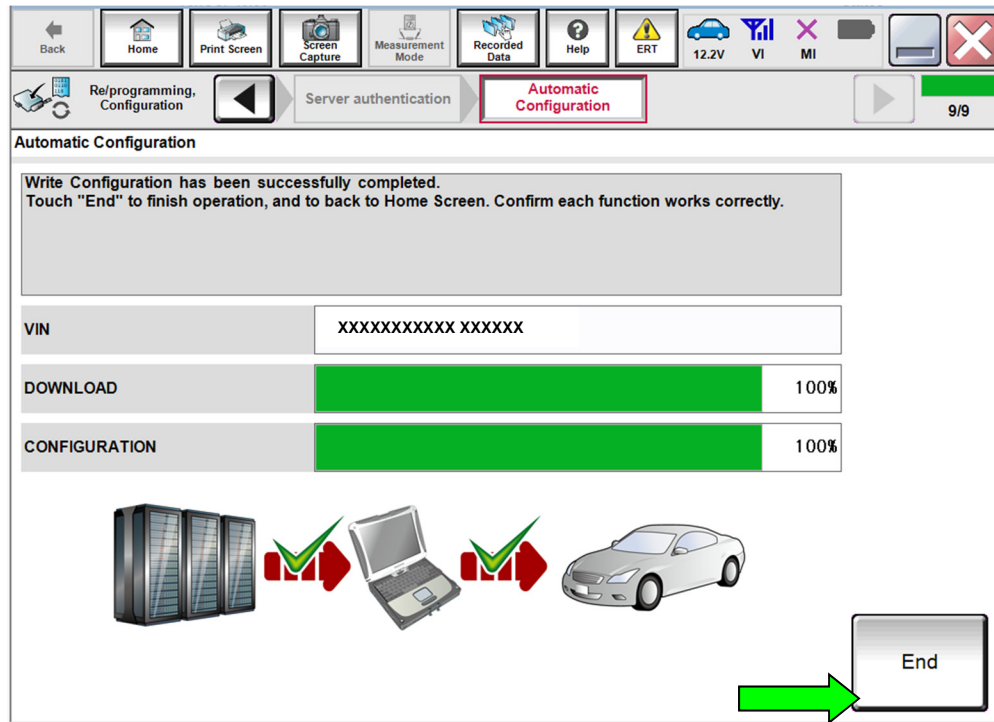 Back
Home
Print Screen
Screen
Capture
Measurement
Mode
Recorded
Data
Help
ERT
12.2V
VI
MI
Re/programming,
Configuration
Server authentication
Automatic
Configuration
9/9
Automatic Configuration
Write Configuration has been successfully completed.
Touch "End" to finish operation, and to back to Home Screen. Confirm each function works correctly.
VIN
XXXXXXXXXXX XXXXXX
DOWNLOAD
100%
CONFIGURATION
100%
End